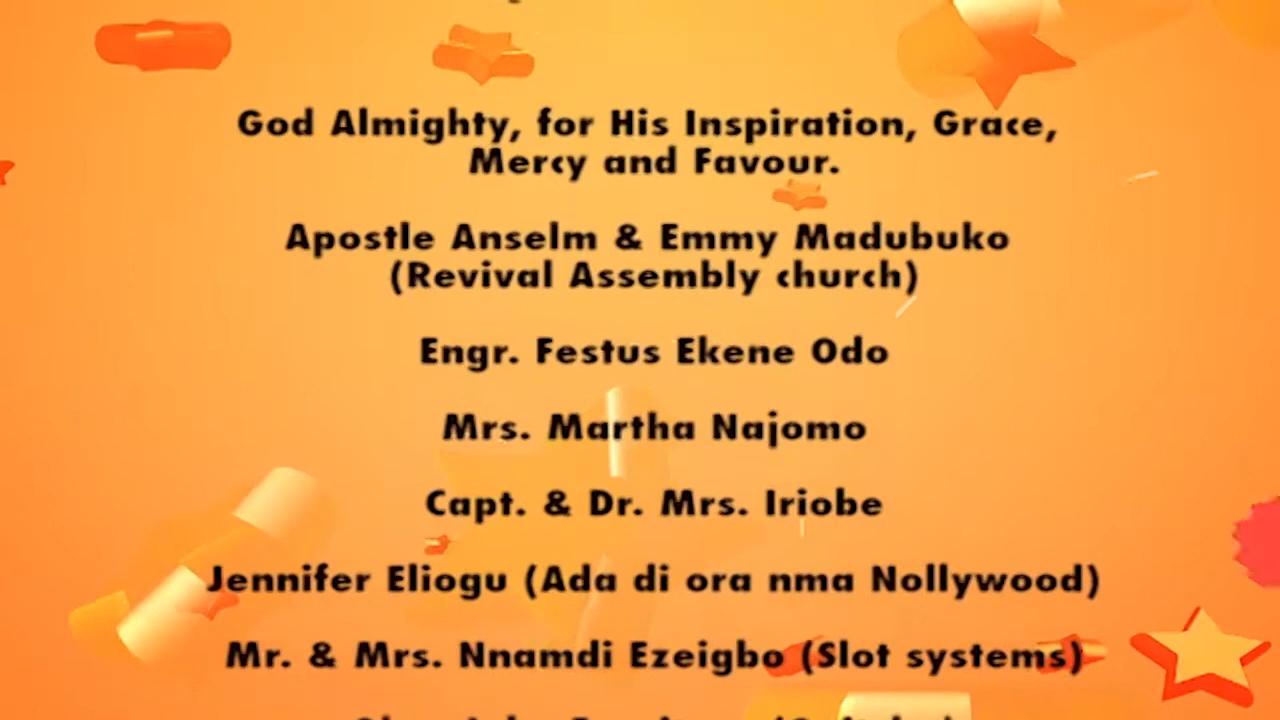 God Almighty, for His Inspiration, Grace,
Mercy and Favour.
Apostle Anselm & Emmy Madubuko
(Revival Assembly church)
Engr. Festus Ekene Odo
Mrs. Martha Najomo
Capt. & Dr. Mrs. Iriobe
Jennifer Eliogu (Ada di ora nma Nollywood)
Mr. & Mrs. Nnamdi Ezeigbo (Slot systems)